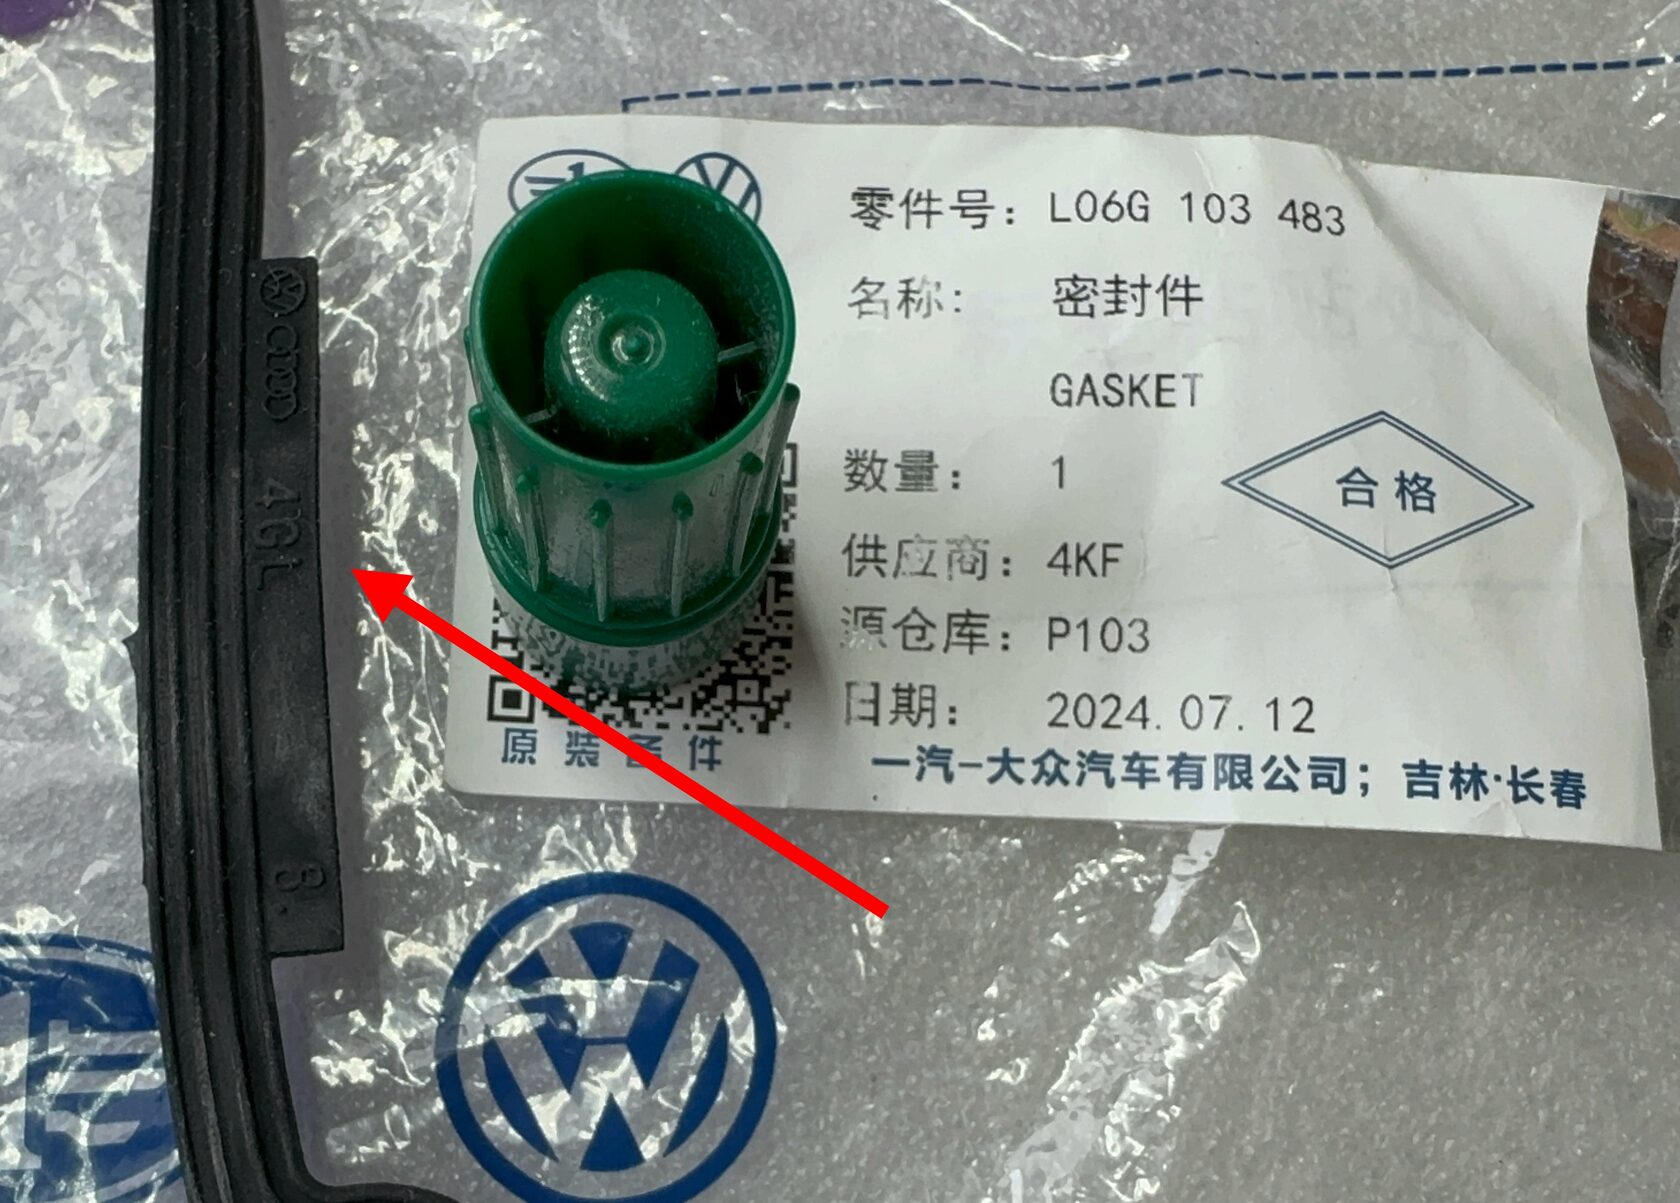 零件号: L06G 103 483
名称: 密封件
GASKET
数量: 1
供应商: 4KF
源仓库: P103
日期: 2024.07.12
合格
原装备件
一汽-大众汽车有限公司; 吉林·长春
8.